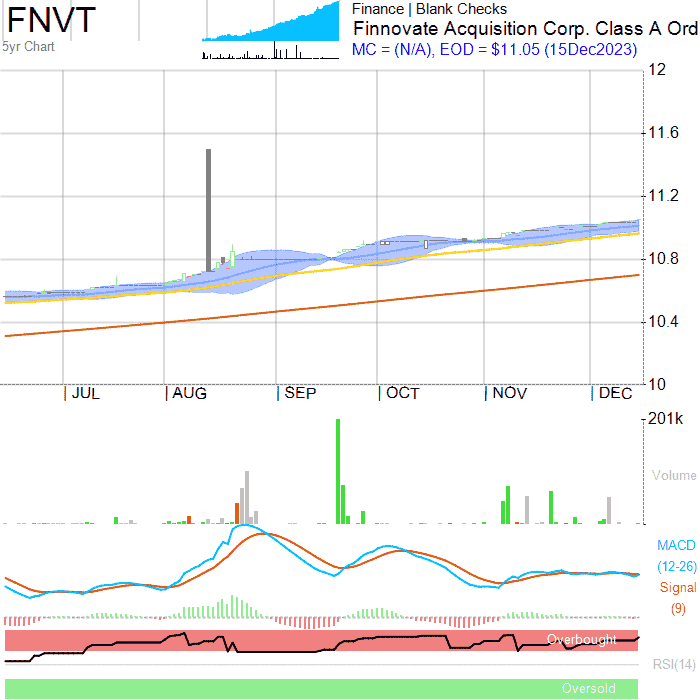 FNVT
5yr Chart
Finance | Blank Checks
Finnovate Acquisition Corp. Class A Ord
MC = (N/A), EOD = $11.05 (15Dec2023)
12
11.6
11.2
10.8
10.4
10
JUL AUG SEP OCT NOV DEC
201k
Volume
MACD
(12-26)
Signal
(9)
Overbought
RSI(14)
Oversold